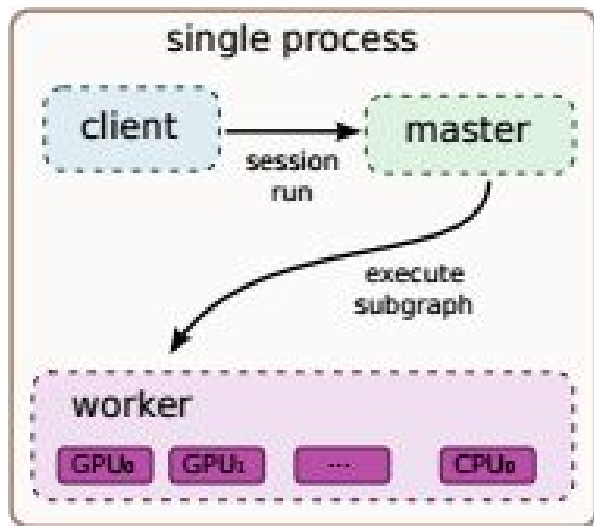 single process
client
master
session
run
execute
subgraph
worker
GPU₀
GPU₁
...
CPU₀